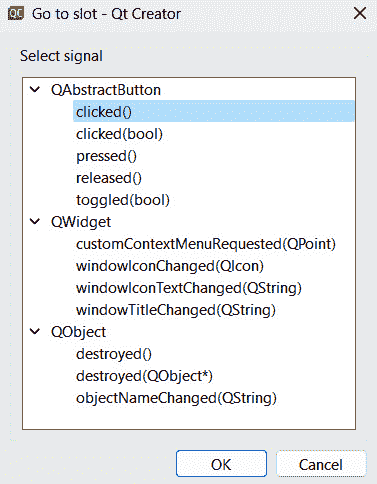 QC Go to slot - Qt Creator
Select signal
QAbstractButton
clicked()
clicked(bool)
pressed()
released()
toggled(bool)
QWidget
customContextMenuRequested(QPoint)
windowIconChanged(QIcon)
windowIconTextChanged(QString)
windowTitleChanged(QString)
QObject
destroyed()
destroyed(QObject*)
objectNameChanged(QString)
OK Cancel